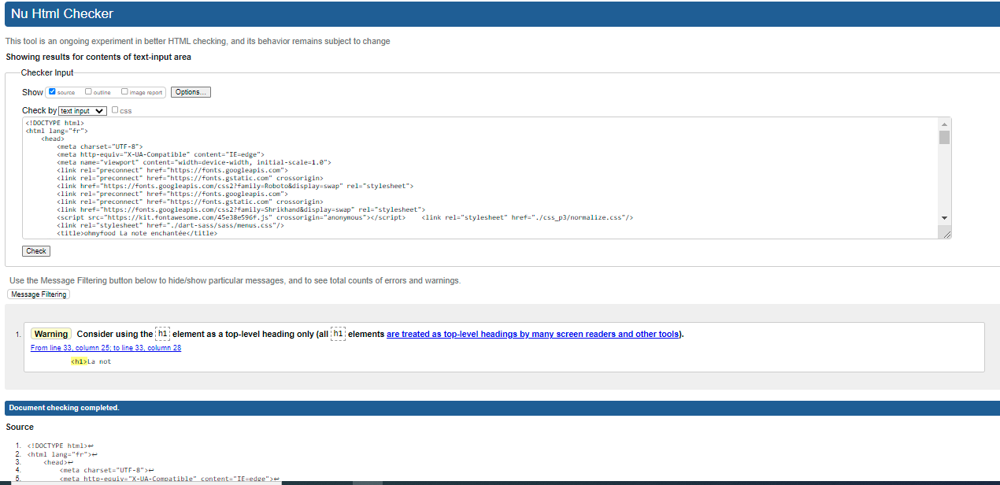 Nu Html Checker
This tool is an ongoing experiment in better HTML checking, and its behavior remains subject to change
Showing results for contents of text-input area
Checker Input
Show source outline image report Options...
Check by text input css
<!DOCTYPE html>
<html lang="fr">
<head>
<meta charset="UTF-8">
<meta http-equiv="X-UA-Compatible" content="IE=edge">
<meta name="viewport" content="width=device-width, initial-scale=1.0">
<link rel="preconnect" href="https://fonts.googleapis.com">
<link rel="preconnect" href="https://fonts.gstatic.com" crossorigin>
<link href="https://fonts.googleapis.com/css2?family=Roboto&display=swap" rel="stylesheet">
<link rel="preconnect" href="https://fonts.googleapis.com">
<link rel="preconnect" href="https://fonts.gstatic.com" crossorigin>
<link href="https://fonts.googleapis.com/css2?family=Shrikhand&display=swap" rel="stylesheet">
<script src="https://kit.fontawesome.com/45e38e596f.js" crossorigin="anonymous"></script> <link rel="stylesheet" href="./css_p3/normalize.css"/>
<link rel="stylesheet" href="./dart-sass/sass/menus.css"/>
<title>ohmyfood La note enchantée</title>
Check
Use the Message Filtering button below to hide/show particular messages, and to see total counts of errors and warnings.
Message Filtering
1. Warning Consider using the h1 element as a top-level heading only (all h1 elements are treated as top-level headings by many screen readers and other tools).
From line 33, column 25; to line 33, column 28
<h1>La not
Document checking completed.
Source
1. <!DOCTYPE html>↩
2. <html lang="fr">↩
3. <head>↩
4. <meta charset="UTF-8">↩
5. <meta http-equiv="X-UA-Compatible" content="IE=edge">↩